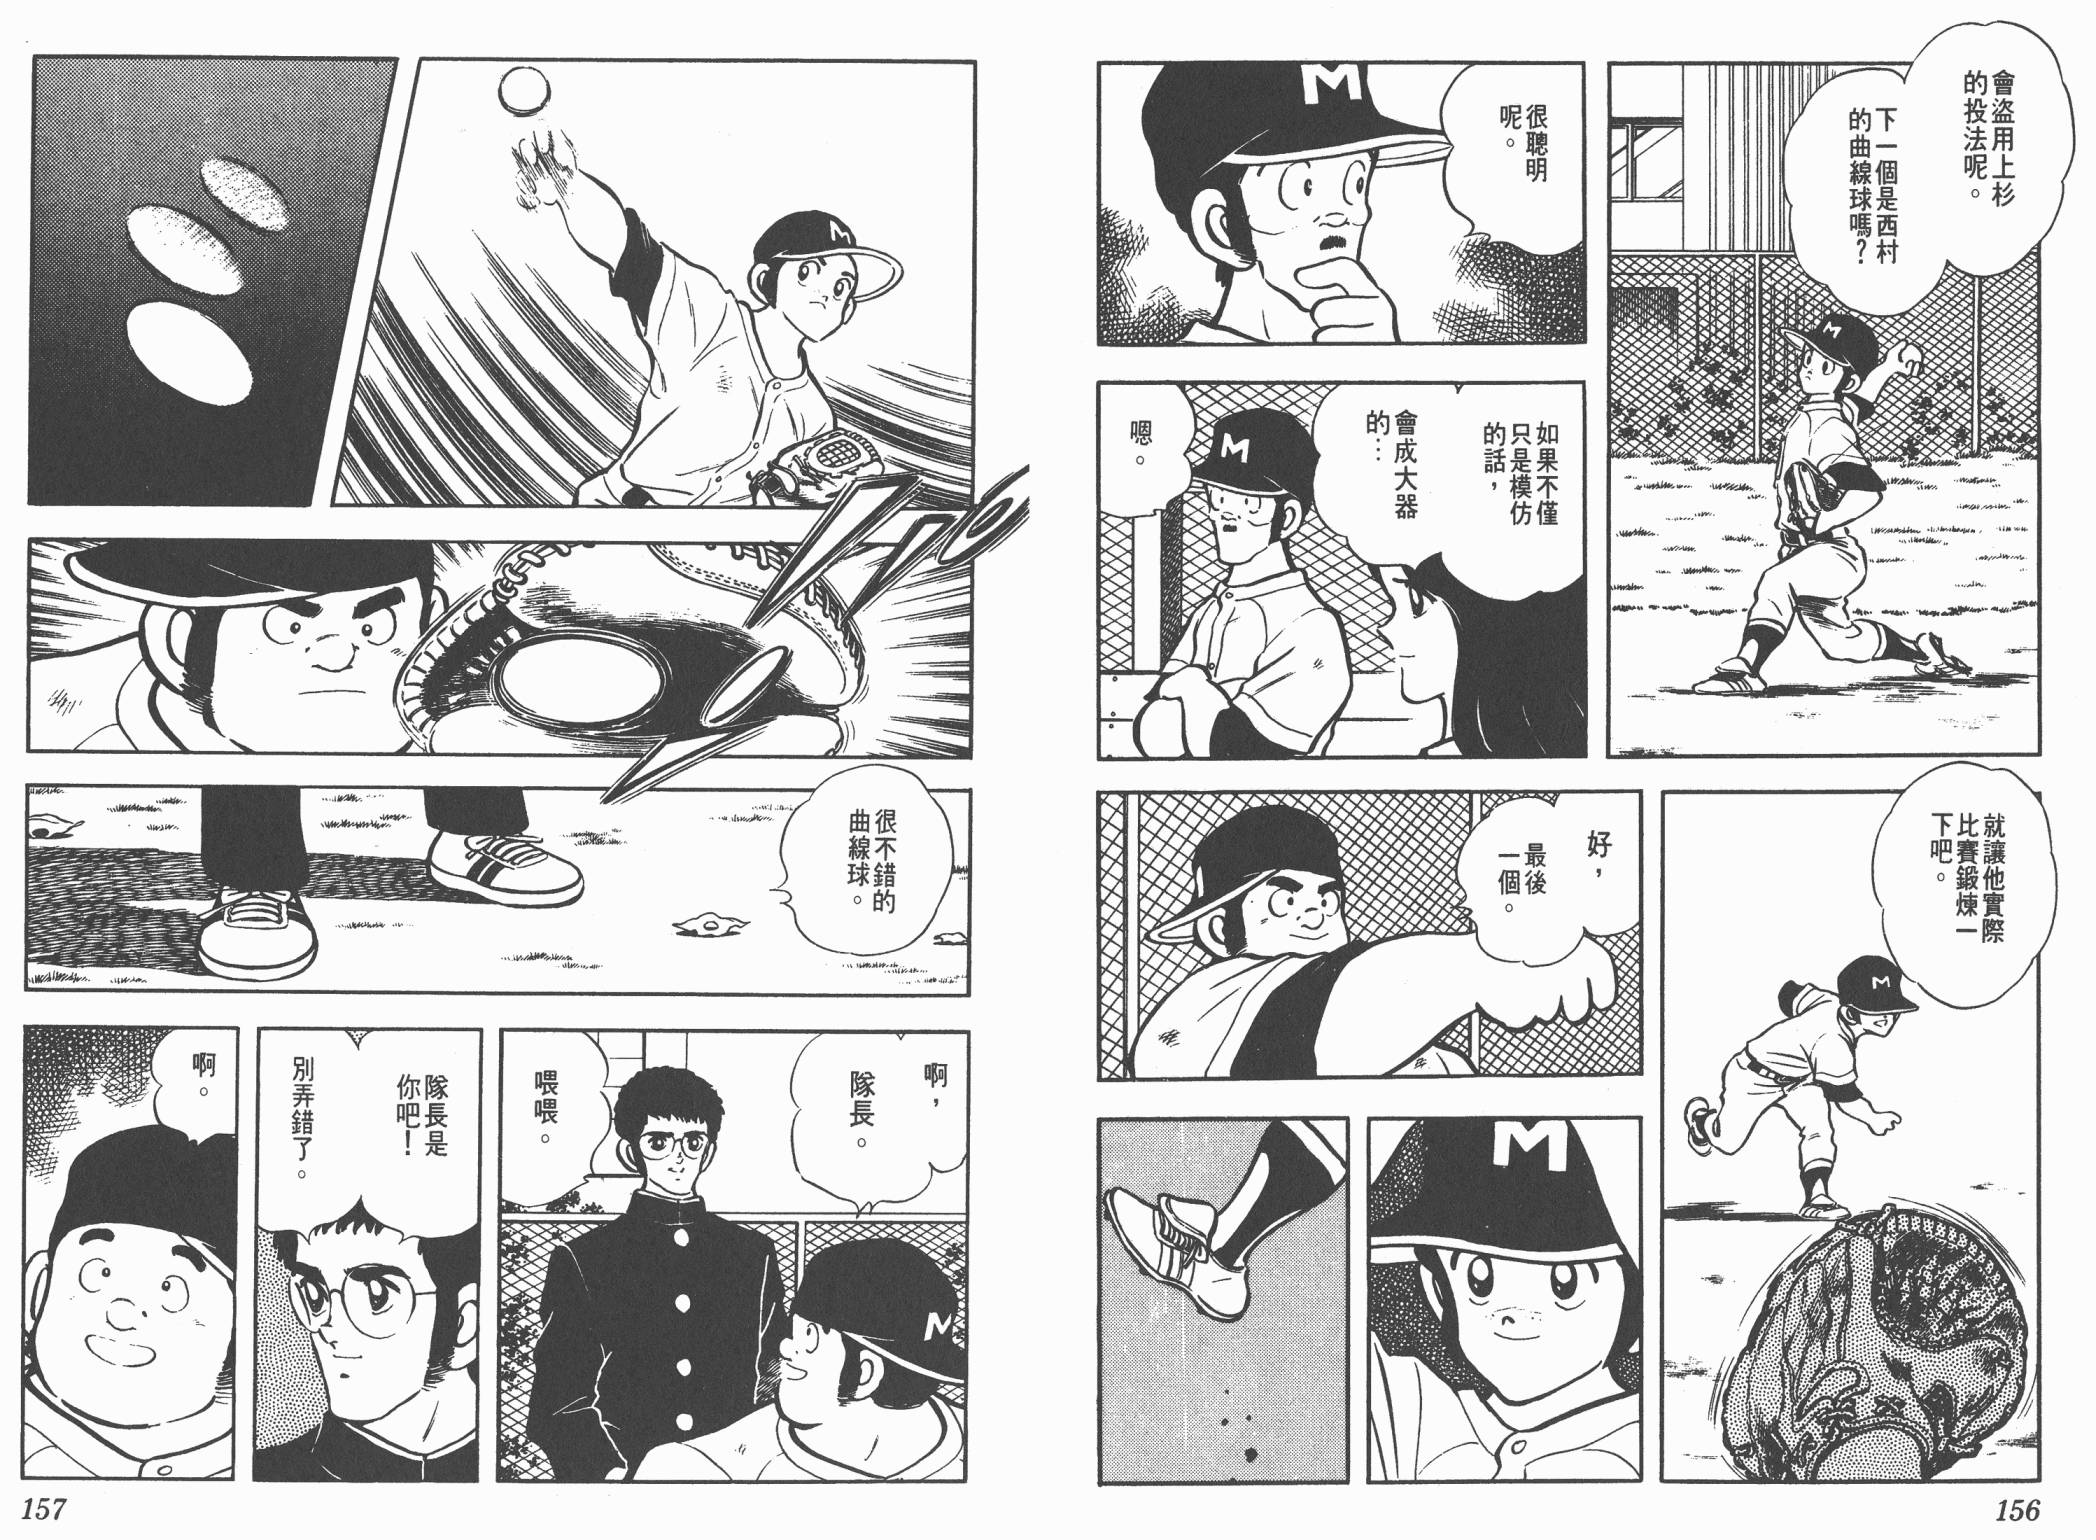 會盜用上杉
的投法呢。
下一個是西村
的曲線球嗎？
很聰明
呢。
如果不僅
只是模仿
的話，
會成大器
的…
嗯。
就讓他實際
比賽鍛煉一
下吧。
好，
最後
一個。
M
M
M
M
M
156
M
很不錯的
曲線球。
啊，
隊長。
喂喂。
M
隊長是
你吧！
別弄錯了。
啊。
157